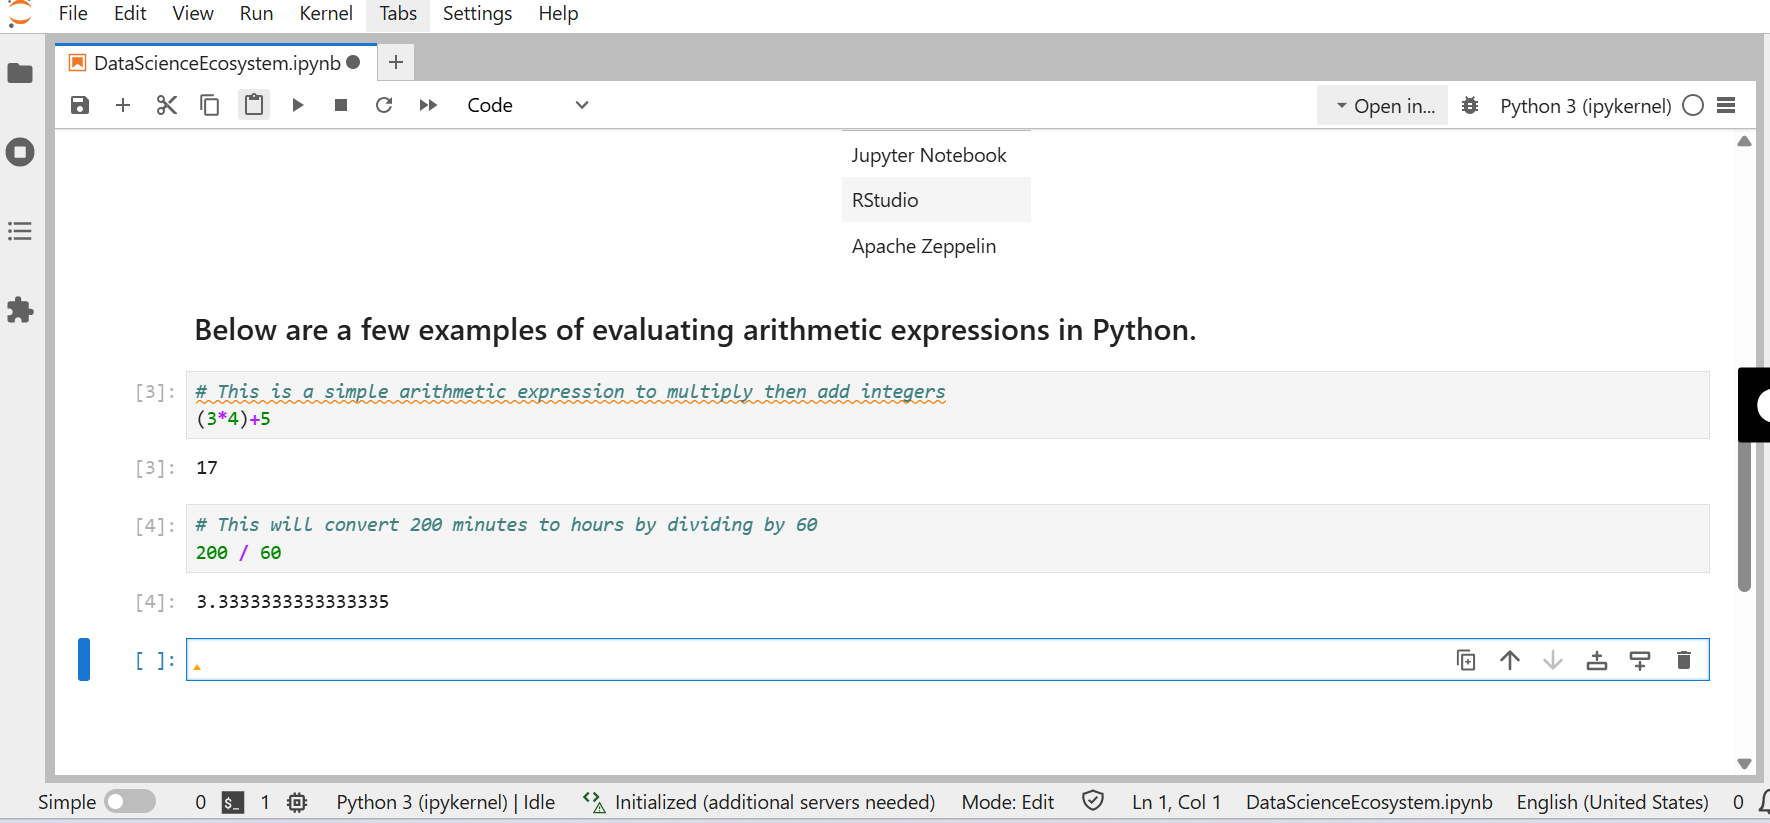 File Edit View Run Kernel Tabs Settings Help
DataScienceEcosystem.ipynb
Code
Open in... Python 3 (ipykernel)
Jupyter Notebook
RStudio
Apache Zeppelin
Below are a few examples of evaluating arithmetic expressions in Python.
[3]: # This is a simple arithmetic expression to multiply then add integers
(3*4)+5
[3]: 17
[4]: # This will convert 200 minutes to hours by dividing by 60
200 / 60
[4]: 3.3333333333333335
[ ]:
Simple 0 $_ 1 Python 3 (ipykernel) | Idle Initialized (additional servers needed) Mode: Edit Ln 1, Col 1 DataScienceEcosystem.ipynb English (United States) 0